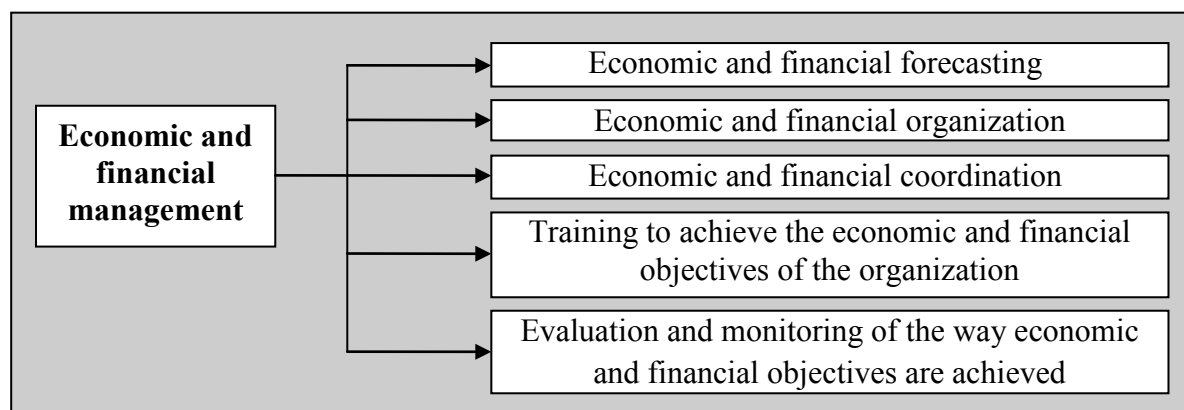 Economic and
financial
management
Economic and financial forecasting
Economic and financial organization
Economic and financial coordination
Training to achieve the economic and financial
objectives of the organization
Evaluation and monitoring of the way economic
and financial objectives are achieved